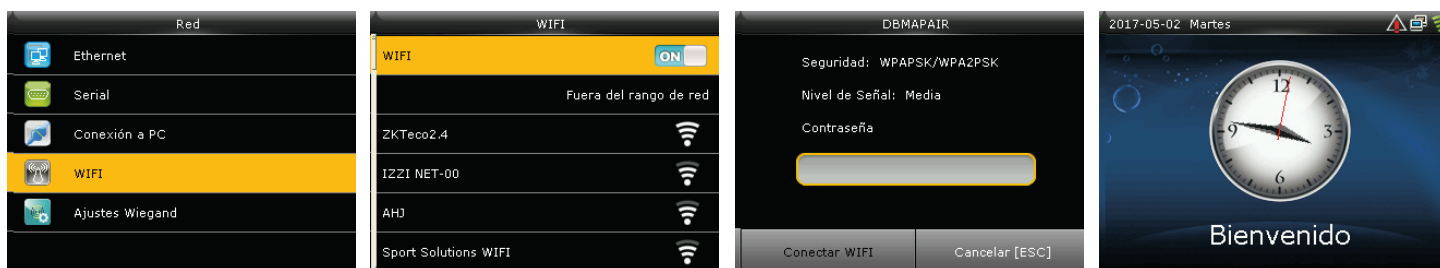 Red
Ethernet
Serial
Conexión a PC
WIFI
Ajustes Wiegand
WIFI
WIFI
ON
Fuera del rango de red
ZKTeco2.4
IZZI NET-00
AHJ
Sport Solutions WIFI
DBMAPAIR
Seguridad: WPAPSK/WPA2PSK
Nivel de Señal: Media
Contraseña
Conectar WIFI
Cancelar [ESC]
2017-05-02 Martes
12
9
3
6
Bienvenido